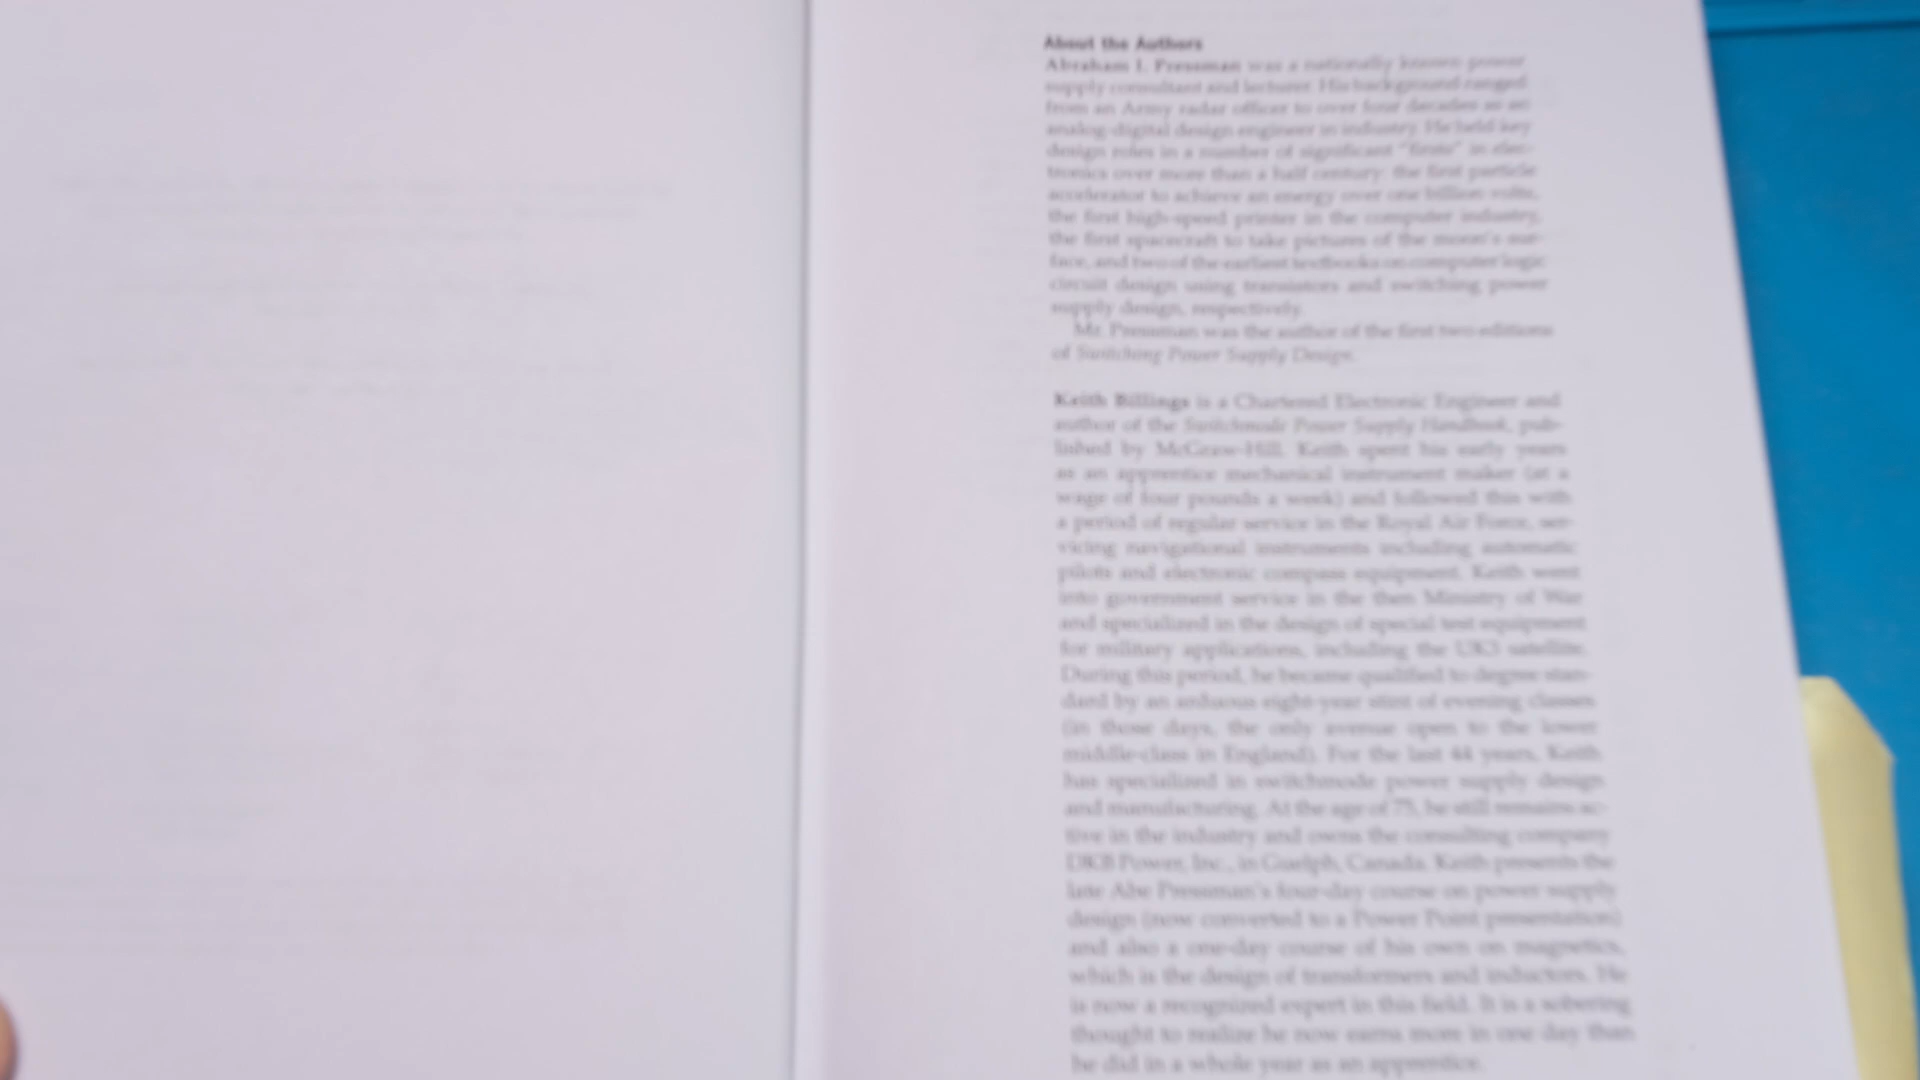 About the Authors
Abraham I. Pressman was a nationally known power
supply consultant and lecturer. His background ranged
from an Army radar officer to over four decades as an
analog-digital design engineer in industry. He held key
design roles in a number of significant "firsts" in elec-
tronics over more than a half century: the first particle
accelerator to achieve an energy over one billion volts,
the first high-speed printer in the computer industry,
the first spacecraft to take pictures of the moon's sur-
face, and two of the earliest textbooks on computer logic
circuit design using transistors and switching power
supply design, respectively.
Mr. Pressman was the author of the first two editions
of Switching Power Supply Design.
Keith Billings is a Chartered Electronic Engineer and
author of the Switchmode Power Supply Handbook, pub-
lished by McGraw-Hill. Keith spent his early years
as an apprentice mechanical instrument maker (at a
wage of four pounds a week) and followed this with
a period of regular service in the Royal Air Force, ser-
vicing navigational instruments including automatic
pilots and electronic compass equipment. Keith went
into government service in the then Ministry of War
and specialized in the design of special test equipment
for military applications, including the UK3 satellite.
During this period, he became qualified to degree stan-
dard by an arduous eight-year stint of evening classes
(in those days, the only avenue open to the lower
middle-class in England). For the last 44 years, Keith
has specialized in switchmode power supply design
and manufacturing. At the age of 75, he still remains ac-
tive in the industry and owns the consulting company
DKB Power, Inc., in Guelph, Canada. Keith presents the
late Abe Pressman's four-day course on power supply
design (now converted to a Power Point presentation)
and also a one-day course of his own on magnetics,
which is the design of transformers and inductors. He
is now a recognized expert in this field. It is a sobering
thought to realize he now earns more in one day than
he did in a whole year as an apprentice.